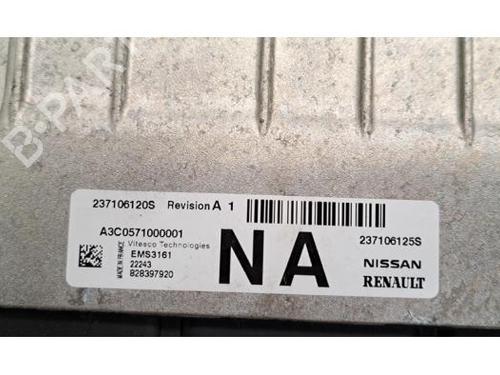 B-PARTS
237106120S Revision A 1
A3C0571000001
Vitesco Technologies
EMS3161
22243
828397920
MADE IN FRANCE
NA
237106125S
NISSAN
RENAULT